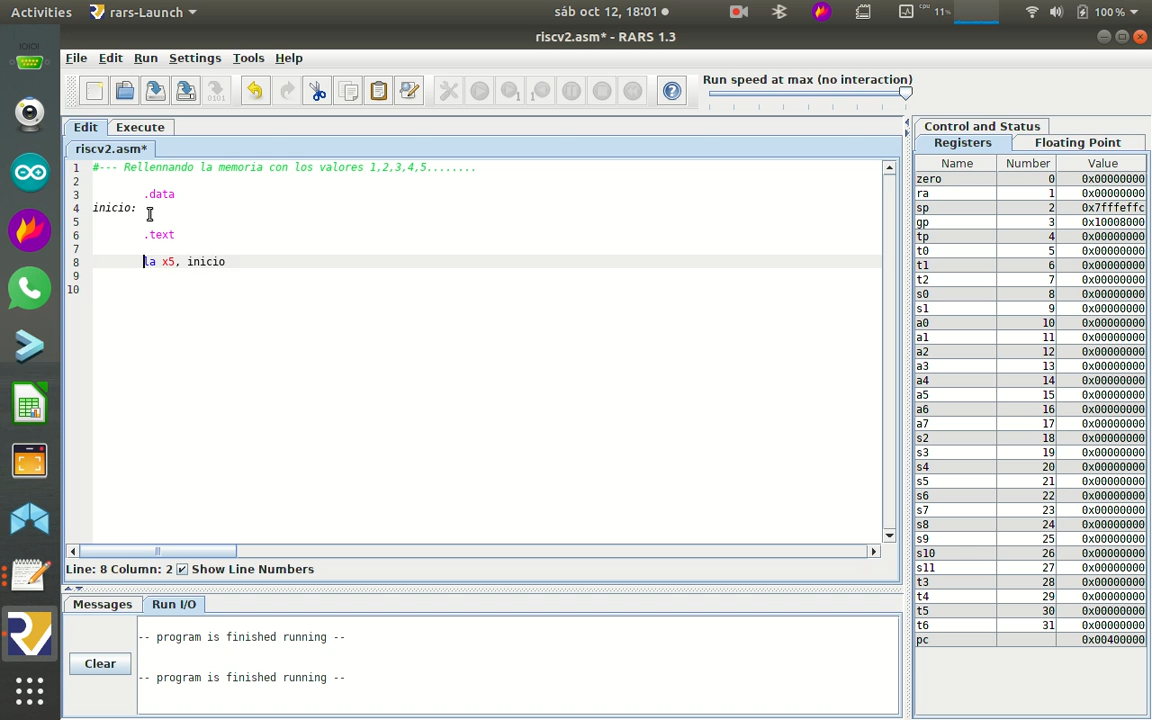 Activities rars-Launch sáb oct 12, 18:01 cpu 11% 100%
riscv2.asm* - RARS 1.3
File Edit Run Settings Tools Help
Run speed at max (no interaction)
Edit Execute
riscv2.asm*
1 #--- Rellennando la memoria con los valores 1,2,3,4,5........
2
3 .data
4 inicio:
5
6 .text
7
8 la x5, inicio
9
10
Line: 8 Column: 2 Show Line Numbers
Messages Run I/O
-- program is finished running --
Clear
-- program is finished running --
Control and Status
Registers Floating Point
Name Number Value
zero 0 0x00000000
ra 1 0x00000000
sp 2 0x7fffeffc
gp 3 0x10008000
tp 4 0x00000000
t0 5 0x00000000
t1 6 0x00000000
t2 7 0x00000000
s0 8 0x00000000
s1 9 0x00000000
a0 10 0x00000000
a1 11 0x00000000
a2 12 0x00000000
a3 13 0x00000000
a4 14 0x00000000
a5 15 0x00000000
a6 16 0x00000000
a7 17 0x00000000
s2 18 0x00000000
s3 19 0x00000000
s4 20 0x00000000
s5 21 0x00000000
s6 22 0x00000000
s7 23 0x00000000
s8 24 0x00000000
s9 25 0x00000000
s10 26 0x00000000
s11 27 0x00000000
t3 28 0x00000000
t4 29 0x00000000
t5 30 0x00000000
t6 31 0x00000000
pc 0x00400000